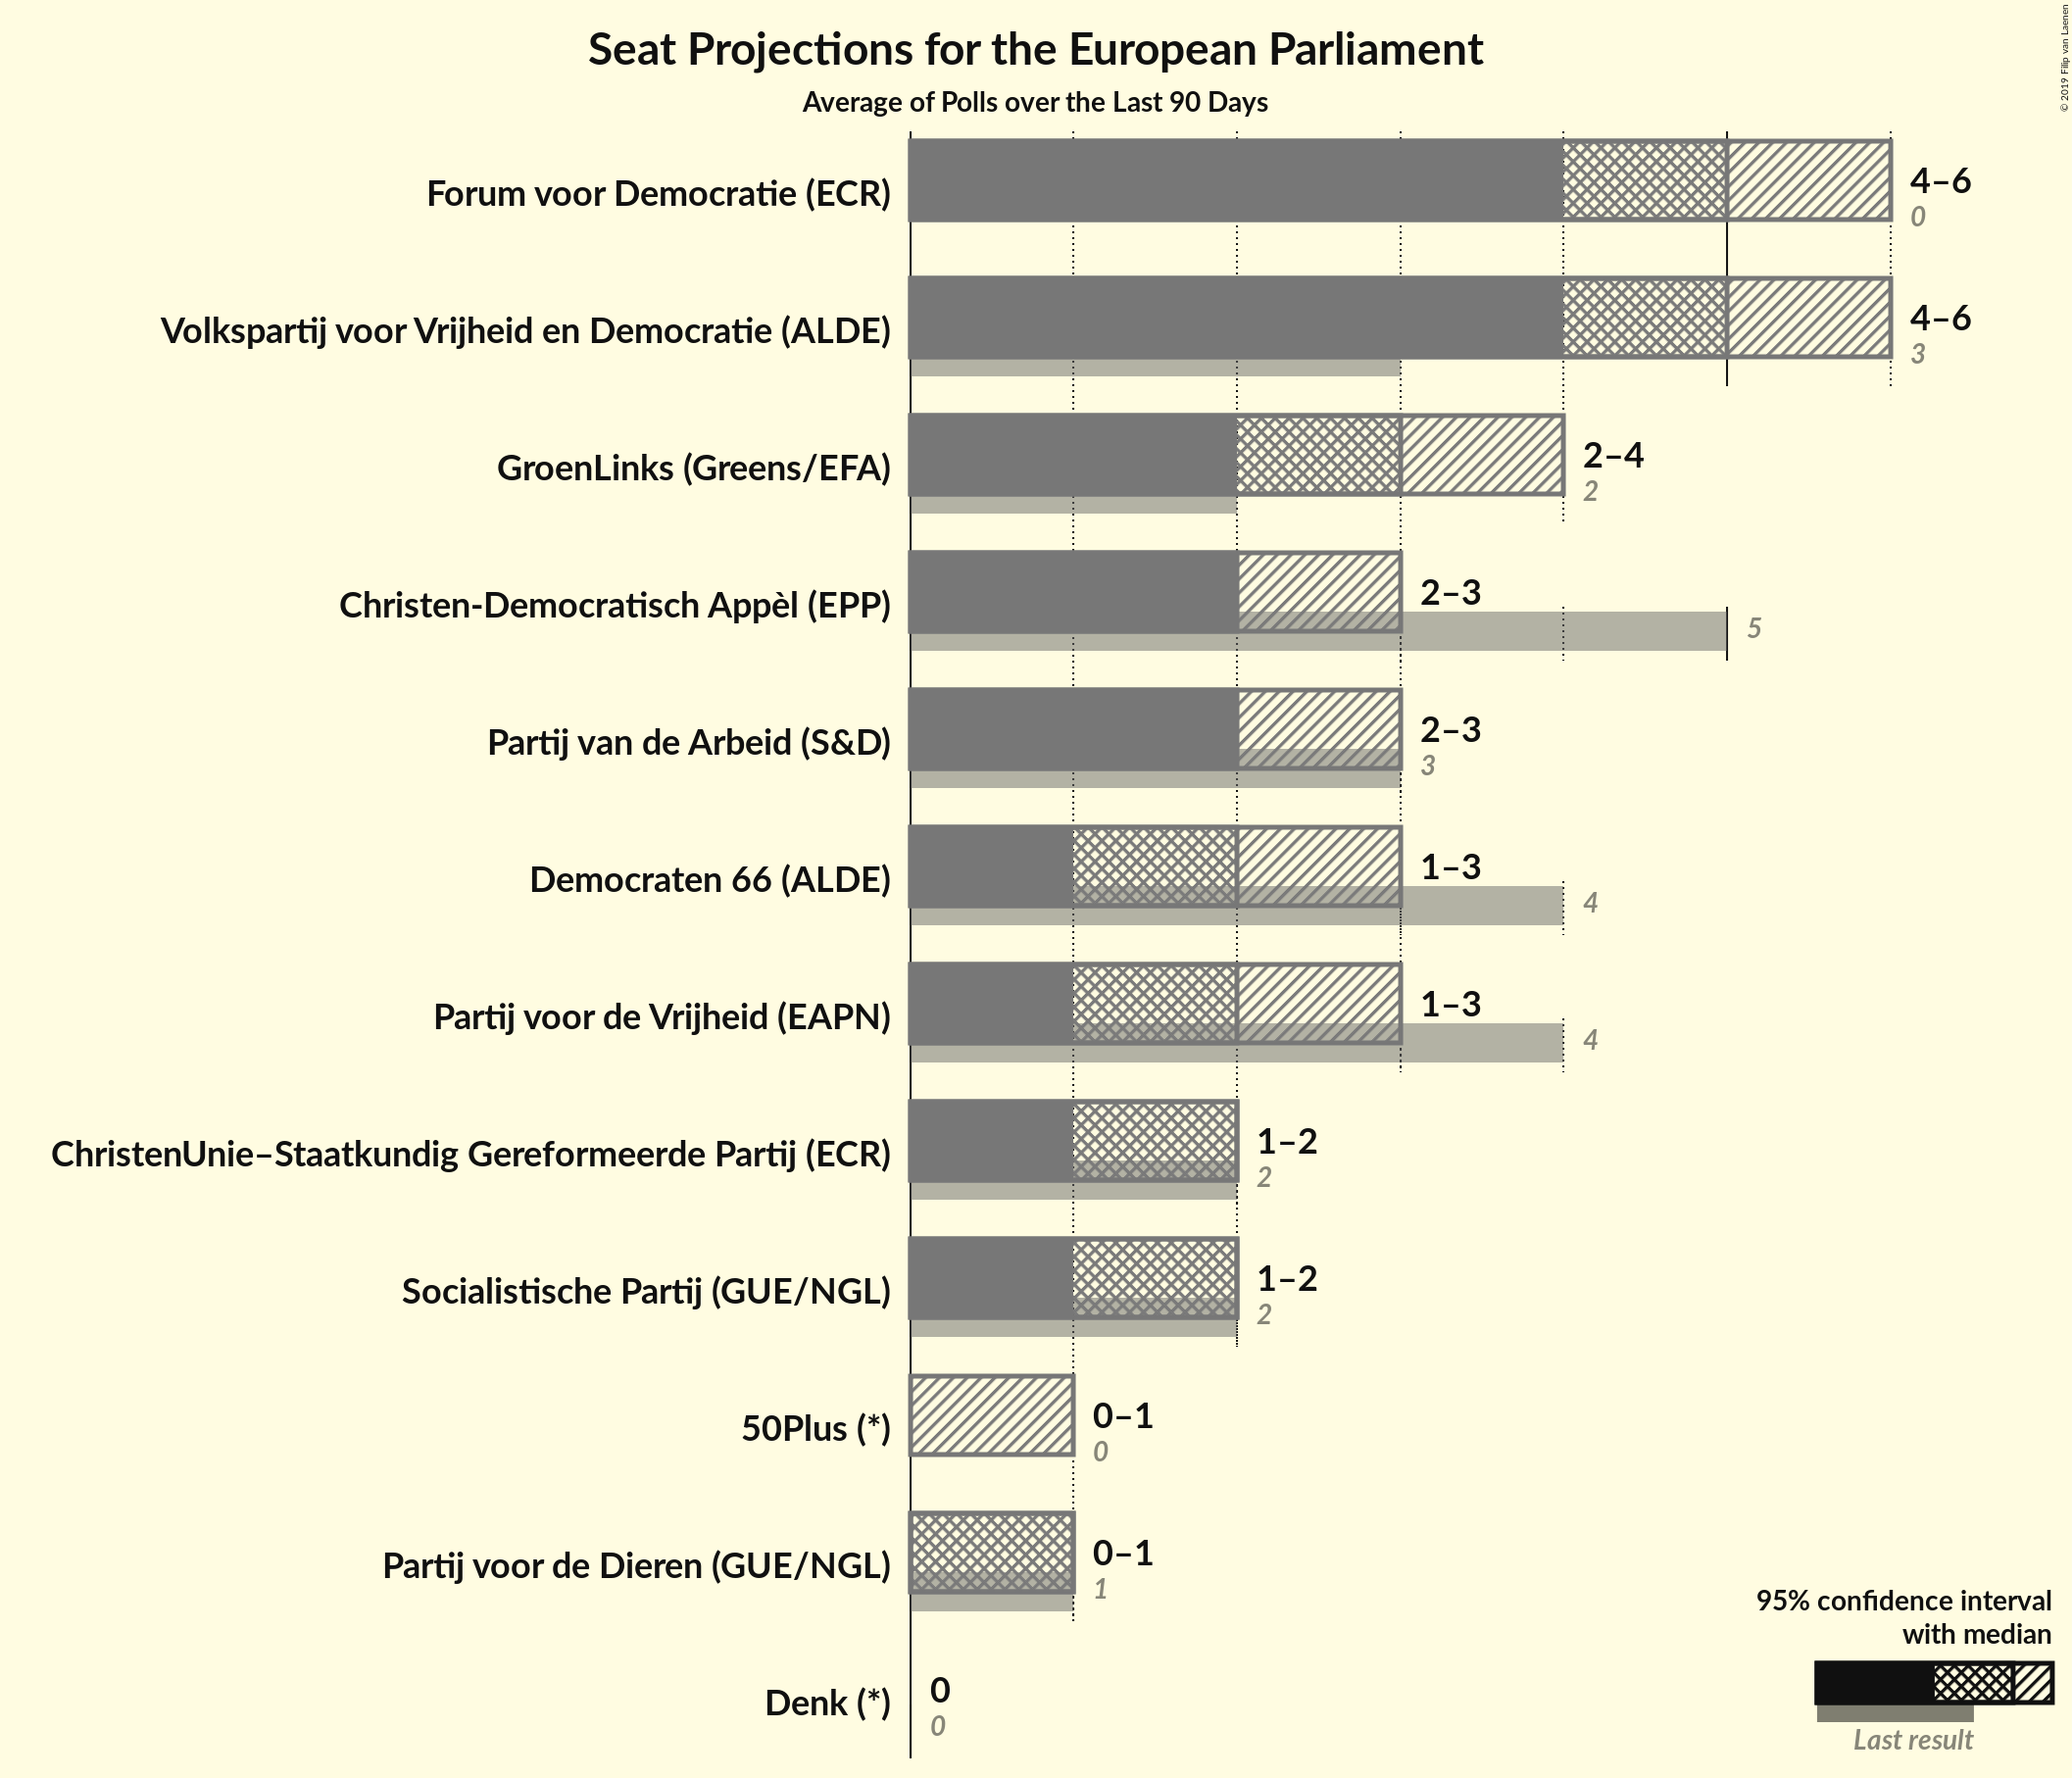 Seat Projections for the European Parliament
Average of Polls over the Last 90 Days
© 2019 Filip van Laenen
Forum voor Democratie (ECR)
4–6
0
Volkspartij voor Vrijheid en Democratie (ALDE)
4–6
3
GroenLinks (Greens/EFA)
2–4
2
Christen-Democratisch Appèl (EPP)
2–3
5
Partij van de Arbeid (S&D)
2–3
3
Democraten 66 (ALDE)
1–3
4
Partij voor de Vrijheid (EAPN)
1–3
4
ChristenUnie–Staatkundig Gereformeerde Partij (ECR)
1–2
2
Socialistische Partij (GUE/NGL)
1–2
2
50Plus (*)
0–1
0
Partij voor de Dieren (GUE/NGL)
0–1
1
Denk (*)
0
0
95% confidence interval
with median
Last result